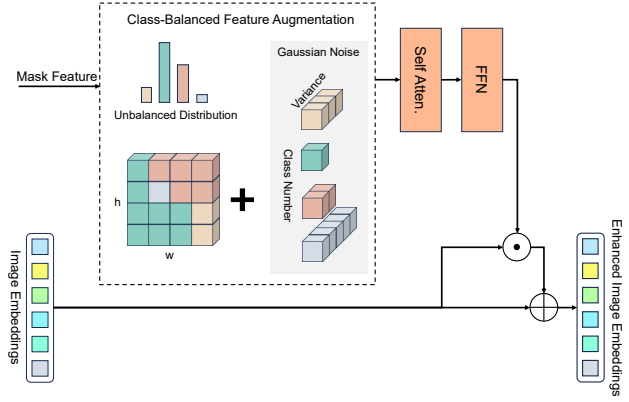 Class-Balanced Feature Augmentation
Mask Feature
Unbalanced Distribution
Gaussian Noise
Variance
Class Number
h
w
Self Atten.
FFN
Image Embeddings
Enhanced Image Embeddings